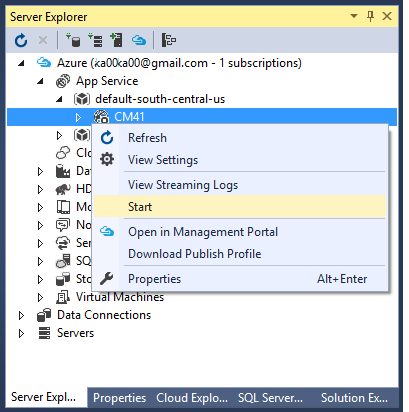 Server Explorer
Azure (ka00ka00@gmail.com - 1 subscriptions)
App Service
default-south-central-us
CM41
Refresh
View Settings
View Streaming Logs
Start
Open in Management Portal
Download Publish Profile
Properties Alt+Enter
Clo
Dat
HD
Mo
No
Ser
SQ
Sto
Virtual Machines
Data Connections
Servers
Server Expl... Properties Cloud Explo... SQL Server... Solution Ex...